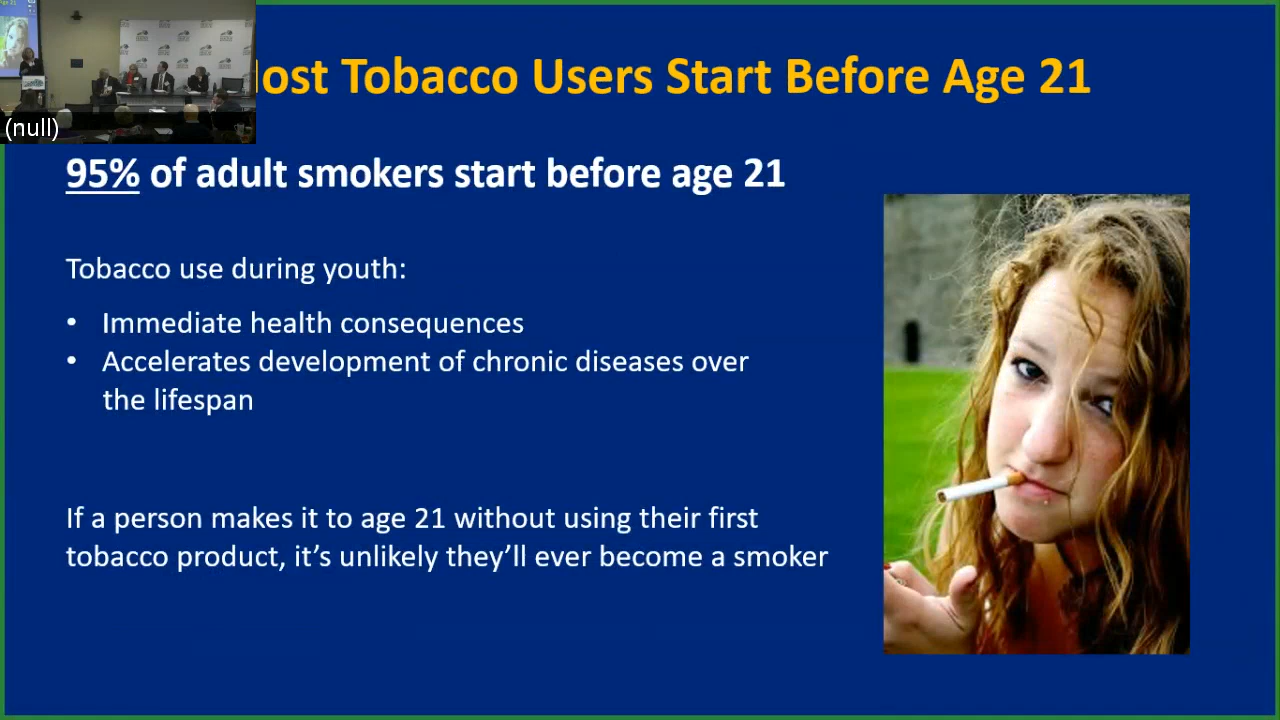 ost Tobacco Users Start Before Age 21
(null)
95% of adult smokers start before age 21
Tobacco use during youth:
• Immediate health consequences
• Accelerates development of chronic diseases over
the lifespan
If a person makes it to age 21 without using their first
tobacco product, it’s unlikely they’ll ever become a smoker